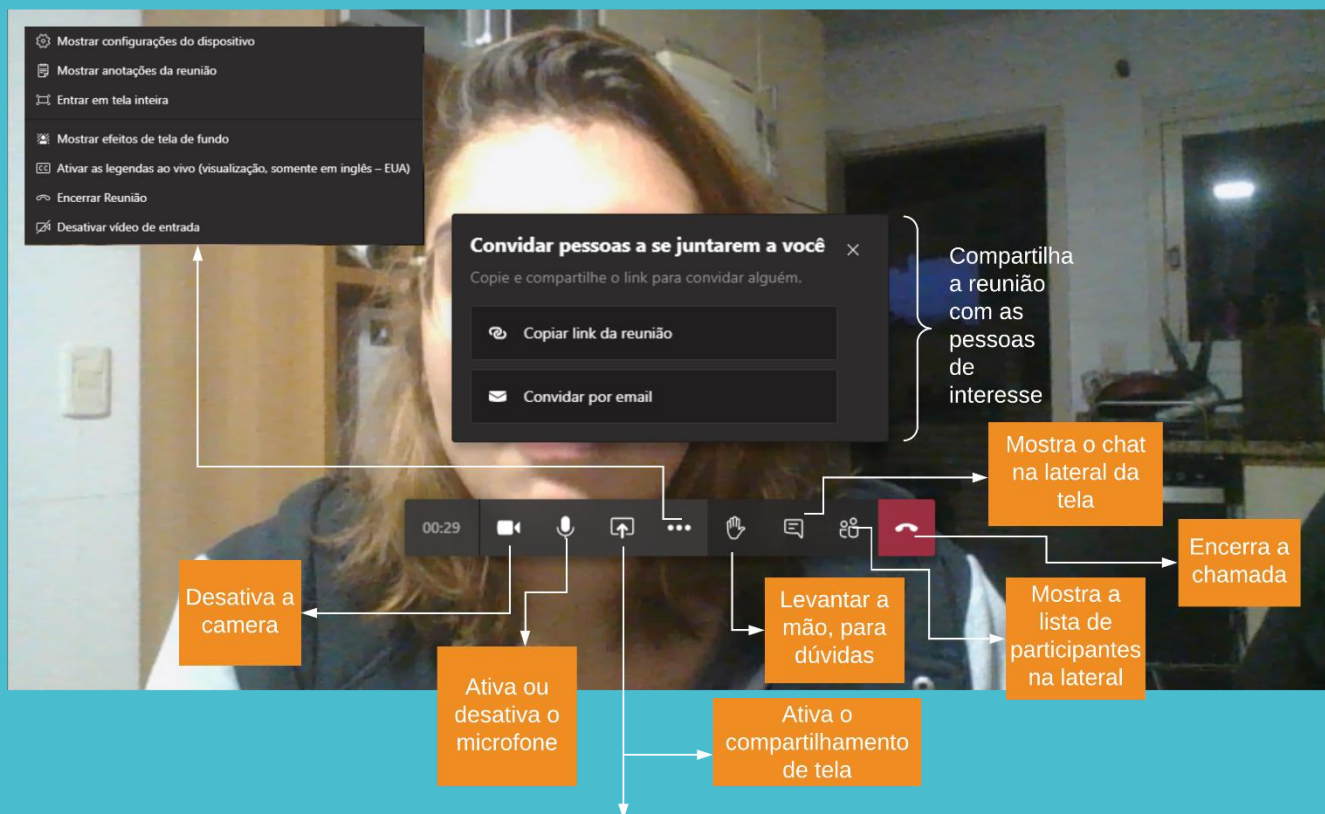 Mostrar configurações do dispositivo
Mostrar anotações da reunião
Entrar em tela inteira
Mostrar efeitos de tela de fundo
CC Ativar as legendas ao vivo (visualização, somente em inglês – EUA)
Encerrar Reunião
Desativar vídeo de entrada
Convidar pessoas a se juntarem a você
Copie e compartilhe o link para convidar alguém.
Copiar link da reunião
Convidar por email
Compartilha
a reunião
com as
pessoas
de
interesse
Mostra o chat
na lateral da
tela
00:29
Encerra a
chamada
Desativa a
camera
Levantar a
mão, para
dúvidas
Mostra a
lista de
participantes
na lateral
Ativa ou
desativa o
microfone
Ativa o
compartilhamento
de tela